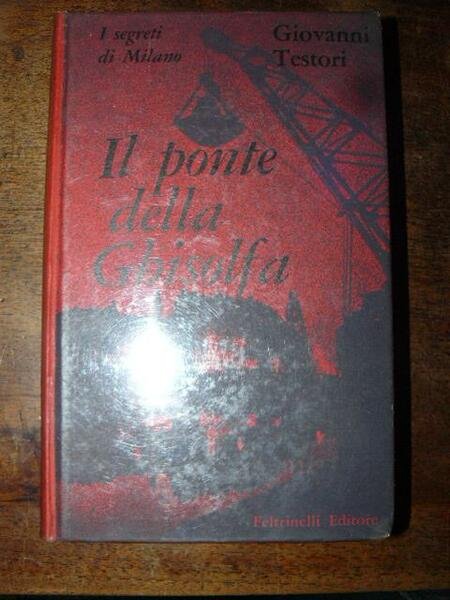 I segreti
di Milano
Giovanni
Testori
Il ponte
della
Ghisolfa
Feltrinelli Editore